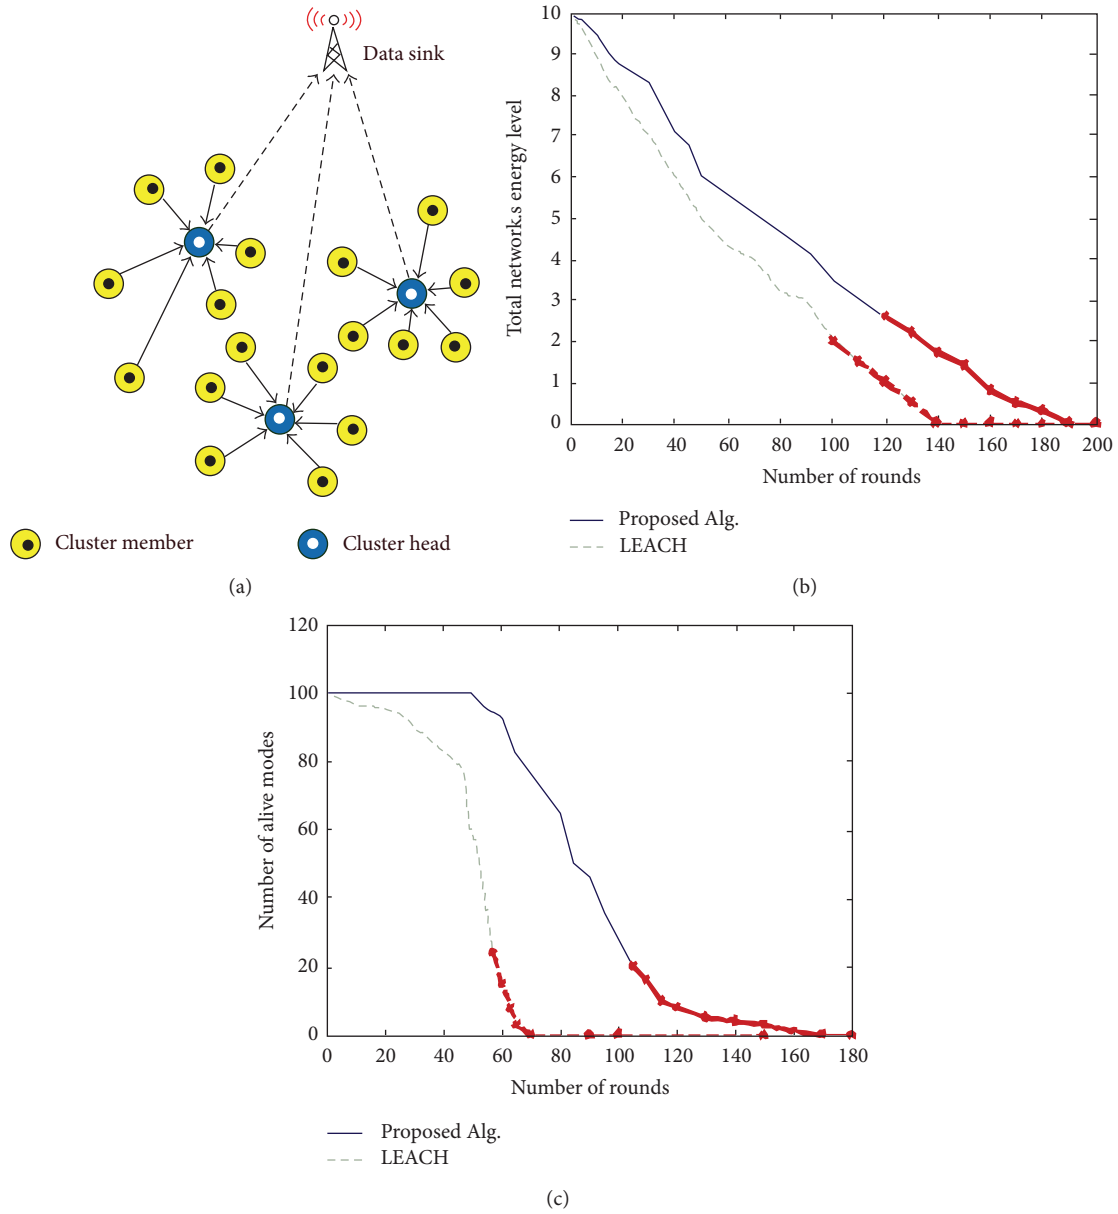 Data sink
Cluster member
Cluster head
(a)
10
9
8
7
6
5
4
3
2
1
0
Total network.s energy level
0 20 40 60 80 100 120 140 160 180 200
Number of rounds
Proposed Alg.
LEACH
(b)
120
100
80
60
40
20
0
Number of alive modes
0 20 40 60 80 100 120 140 160 180
Number of rounds
Proposed Alg.
LEACH
(c)